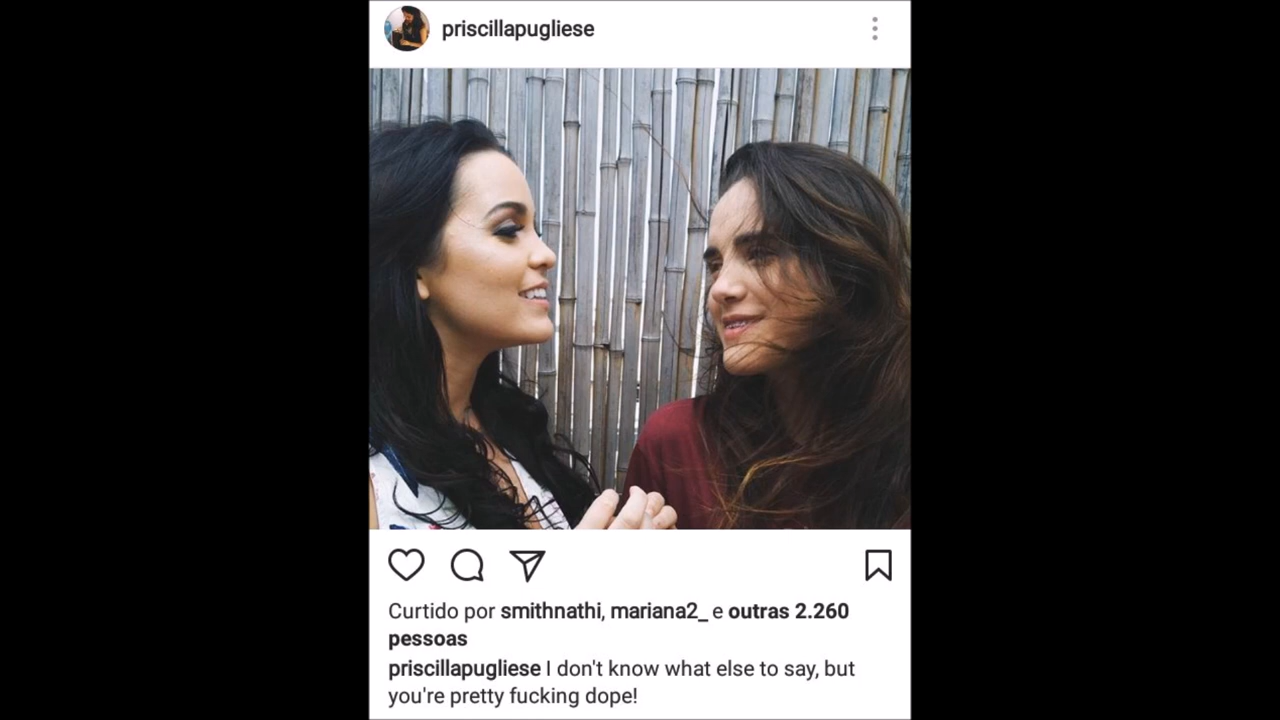 priscillapugliese
Curtido por smithnathi, mariana2_ e outras 2.260
pessoas
priscillapugliese I don't know what else to say, but
you're pretty fucking dope!